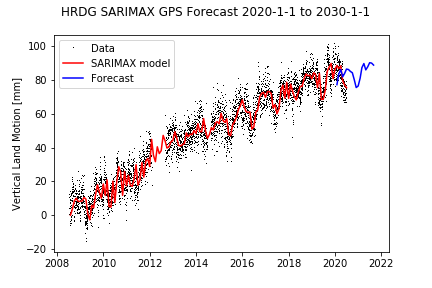 HRDG SARIMAX GPS Forecast 2020-1-1 to 2030-1-1
Data
SARIMAX model
Forecast
Vertical Land Motion [mm]
100
80
60
40
20
0
−20
2008 2010 2012 2014 2016 2018 2020 2022